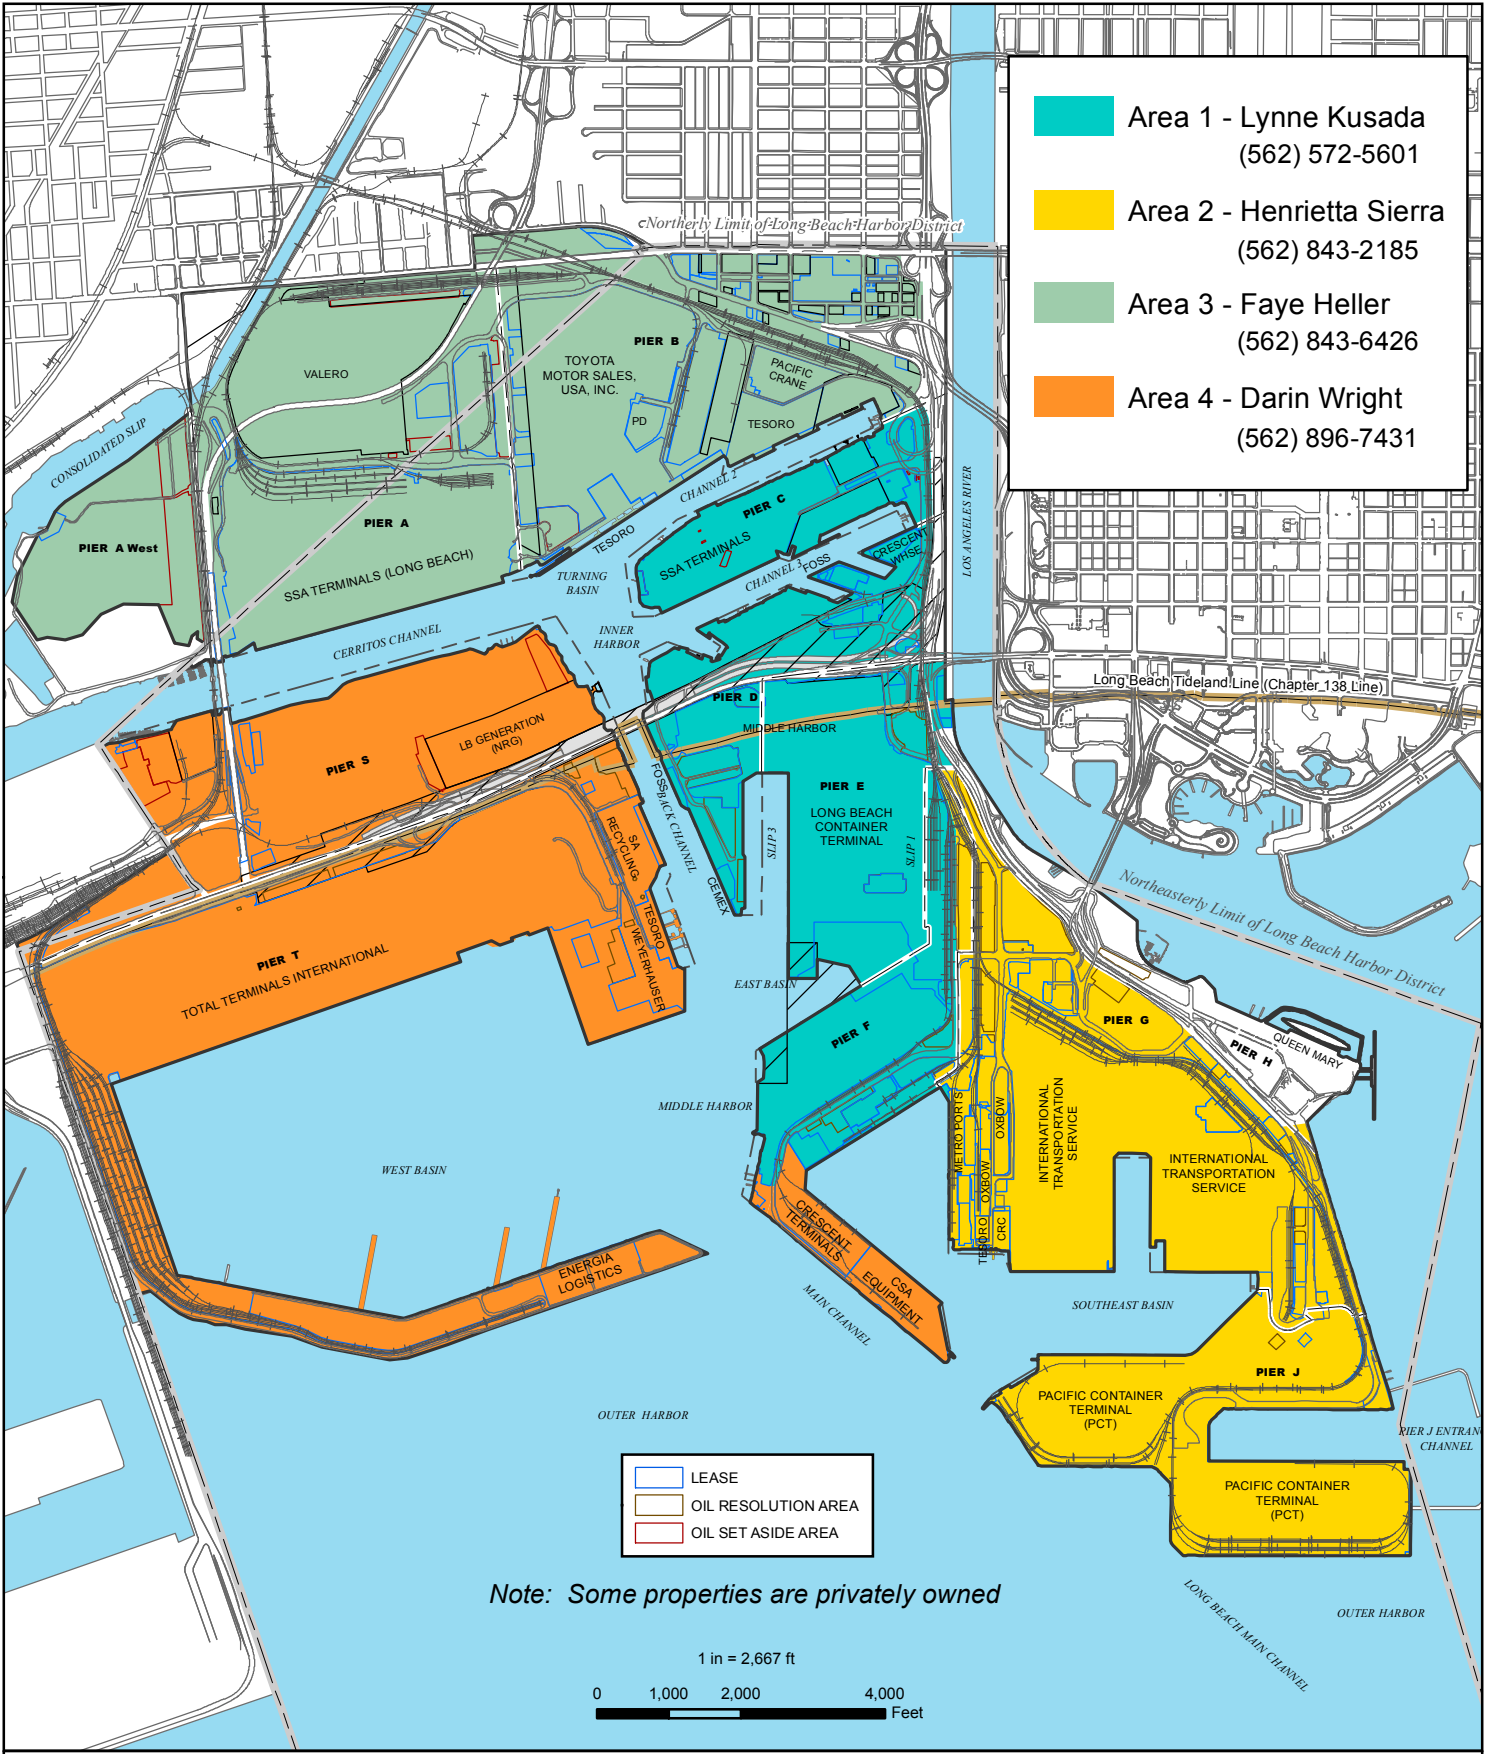 Area 1 - Lynne Kusada
(562) 572-5601
Area 2 - Henrietta Sierra
(562) 843-2185
Area 3 - Faye Heller
(562) 843-6426
Area 4 - Darin Wright
(562) 896-7431
Northerly Limit of Long Beach Harbor District
PIER B
TOYOTA
MOTOR SALES,
USA, INC.
VALERO
PACIFIC
CRANE
PD
TESORO
CONSOLIDATED SLIP
CHANNEL 2
LOS ANGELES RIVER
PIER C
PIER A
PIER A West
TESORO
SSA TERMINALS
CRESCENT
WHSE
SSA TERMINALS (LONG BEACH)
TURNING
BASIN
CHANNEL 3
FOSS
INNER
HARBOR
CERRITOS CHANNEL
Long Beach Tideland Line (Chapter 138 Line)
PIER D
MIDDLE HARBOR
LB GENERATION
(NRG)
PIER S
FOSS
BACK CHANNEL
PIER E
LONG BEACH
CONTAINER
TERMINAL
SLIP 3
SLIP 1
SA
RECYCLING
CEMEX
TESORO
WEYERHAUSER
Northeasterly Limit of Long Beach Harbor District
PIER T
TOTAL TERMINALS INTERNATIONAL
EAST BASIN
PIER F
PIER G
PIER H
QUEEN MARY
MIDDLE HARBOR
METRO PORTS
OXBOW
OXBOW
TESORO
CRC
INTERNATIONAL
TRANSPORTATION
SERVICE
INTERNATIONAL
TRANSPORTATION
SERVICE
WEST BASIN
CRESCENT
TERMINALS
CSA
EQUIPMENT
ENERGIA
LOGISTICS
MAIN CHANNEL
SOUTHEAST BASIN
PIER J
PACIFIC CONTAINER
TERMINAL
(PCT)
OUTER HARBOR
PIER J ENTRAN
CHANNEL
PACIFIC CONTAINER
TERMINAL
(PCT)
LEASE
OIL RESOLUTION AREA
OIL SET ASIDE AREA
Note: Some properties are privately owned
LONG BEACH MAIN CHANNEL
OUTER HARBOR
1 in = 2,667 ft
0 1,000 2,000 4,000
Feet